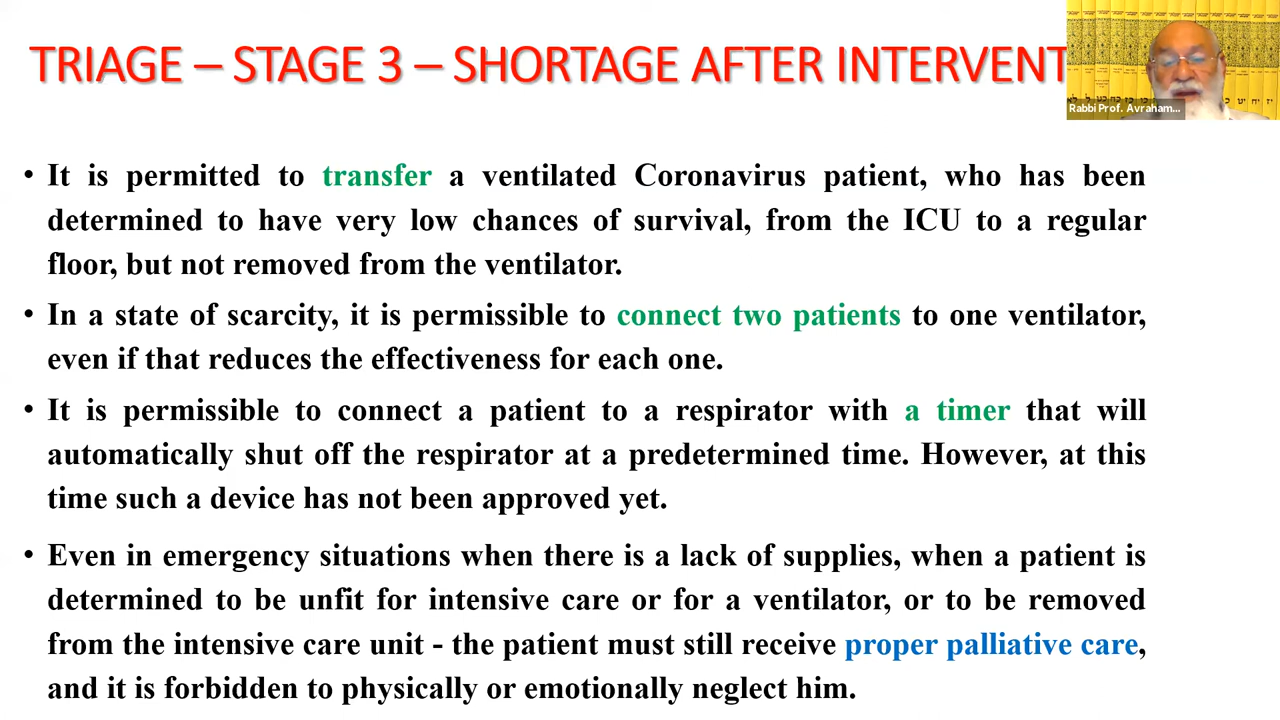 TRIAGE – STAGE 3 – SHORTAGE AFTER INTERVENT
Rabbi Prof. Avraham...
• It is permitted to transfer a ventilated Coronavirus patient, who has been
determined to have very low chances of survival, from the ICU to a regular
floor, but not removed from the ventilator.
• In a state of scarcity, it is permissible to connect two patients to one ventilator,
even if that reduces the effectiveness for each one.
• It is permissible to connect a patient to a respirator with a timer that will
automatically shut off the respirator at a predetermined time. However, at this
time such a device has not been approved yet.
• Even in emergency situations when there is a lack of supplies, when a patient is
determined to be unfit for intensive care or for a ventilator, or to be removed
from the intensive care unit - the patient must still receive proper palliative care,
and it is forbidden to physically or emotionally neglect him.